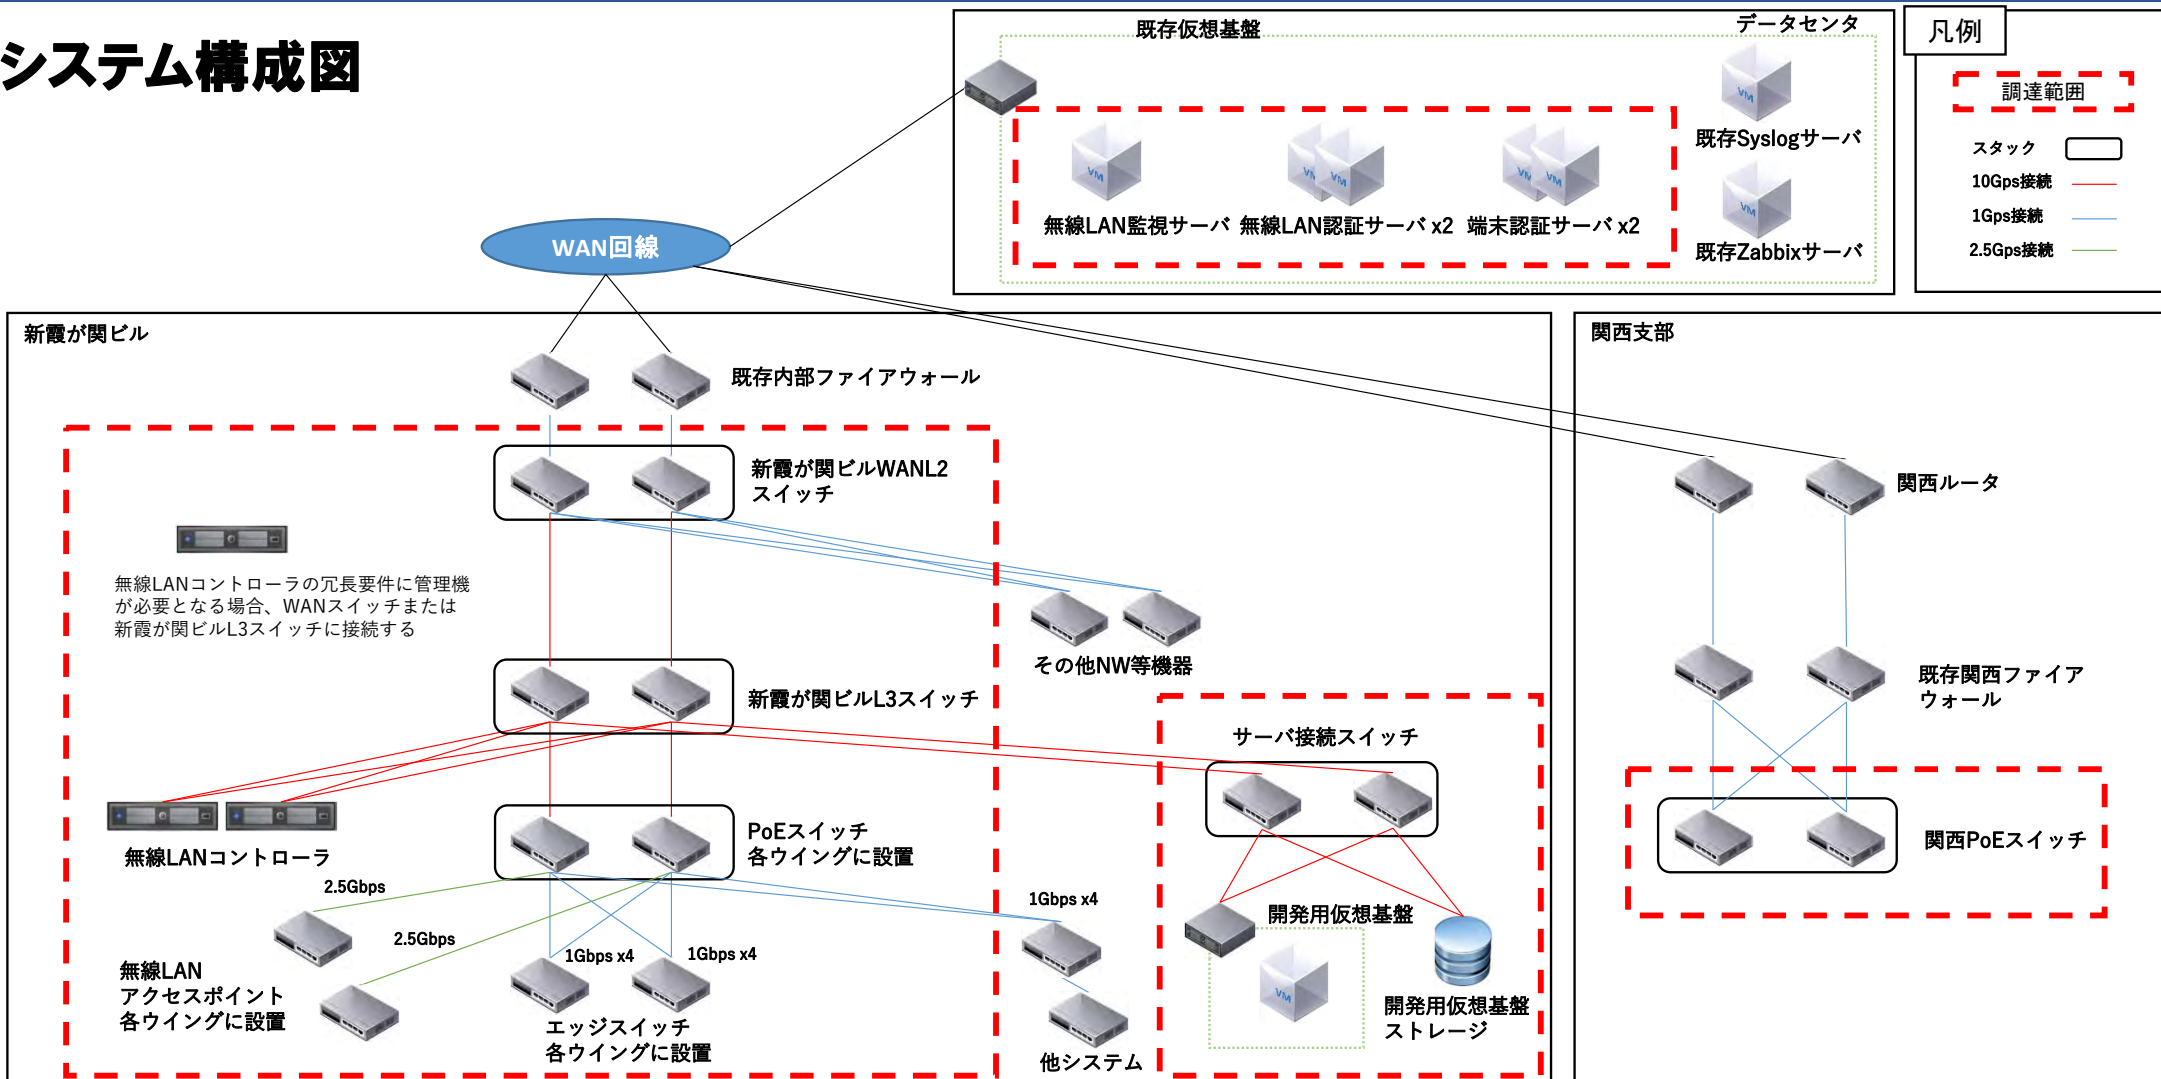 システム構成図
既存仮想基盤
データセンタ
VM
既存Syslogサーバ
VM
VM
VM
VM
VM
無線LAN監視サーバ
無線LAN認証サーバ x2
端末認証サーバ x2
VM
既存Zabbixサーバ
凡例
調達範囲
スタック
10Gps接続
1Gps接続
2.5Gps接続
WAN回線
新霞が関ビル
既存内部ファイアウォール
新霞が関ビルWANL2
スイッチ
無線LANコントローラの冗長要件に管理機
が必要となる場合、WANスイッチまたは
新霞が関ビルL3スイッチに接続する
その他NW等機器
新霞が関ビルL3スイッチ
サーバ接続スイッチ
無線LANコントローラ
PoEスイッチ
各ウイングに設置
2.5Gbps
2.5Gbps
1Gbps x4
1Gbps x4
1Gbps x4
無線LAN
アクセスポイント
各ウイングに設置
エッジスイッチ
各ウイングに設置
他システム
開発用仮想基盤
VM
開発用仮想基盤
ストレージ
関西支部
関西ルータ
既存関西ファイア
ウォール
関西PoEスイッチ